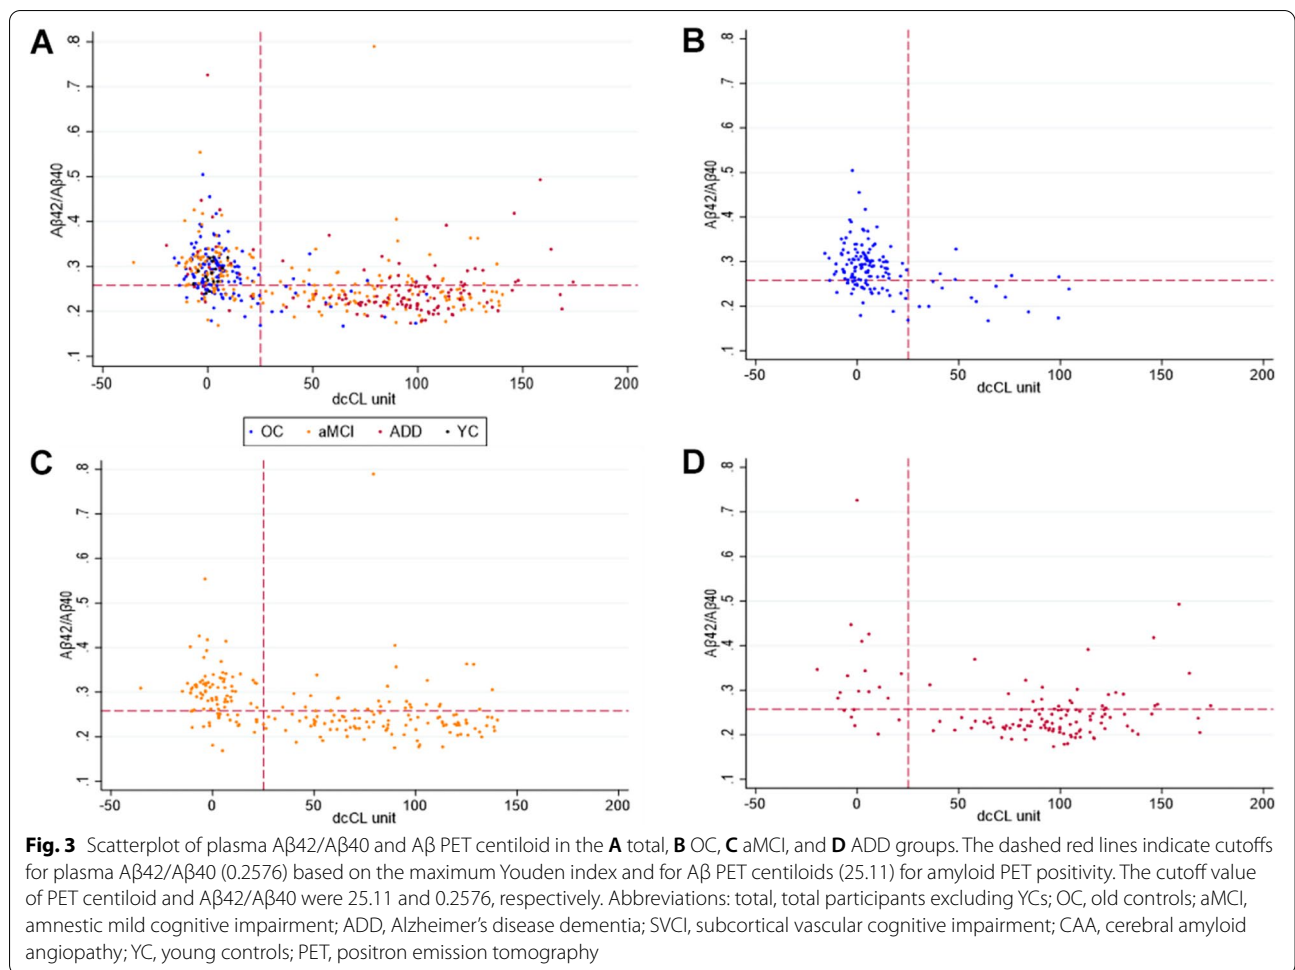 A
.8
.7
.6
.5
.4
.3
.2
.1
Aβ42/Aβ40
-50 0 50 100 150 200
dcCL unit
B
.8
.7
.6
.5
.4
.3
.2
.1
Aβ42/Aβ40
-50 0 50 100 150 200
dcCL unit
OC aMCI ADD YC
C
.8
.7
.6
.5
.4
.3
.2
.1
Aβ42/Aβ40
-50 0 50 100 150 200
dcCL unit
D
.8
.7
.6
.5
.4
.3
.2
.1
Aβ42/Aβ40
-50 0 50 100 150 200
dcCL unit
Fig. 3 Scatterplot of plasma Aβ42/Aβ40 and Aβ PET centiloid in the A total, B OC, C aMCI, and D ADD groups. The dashed red lines indicate cutoffs
for plasma Aβ42/Aβ40 (0.2576) based on the maximum Youden index and for Aβ PET centiloids (25.11) for amyloid PET positivity. The cutoff value
of PET centiloid and Aβ42/Aβ40 were 25.11 and 0.2576, respectively. Abbreviations: total, total participants excluding YCs; OC, old controls; aMCI,
amnestic mild cognitive impairment; ADD, Alzheimer's disease dementia; SVCI, subcortical vascular cognitive impairment; CAA, cerebral amyloid
angiopathy; YC, young controls; PET, positron emission tomography